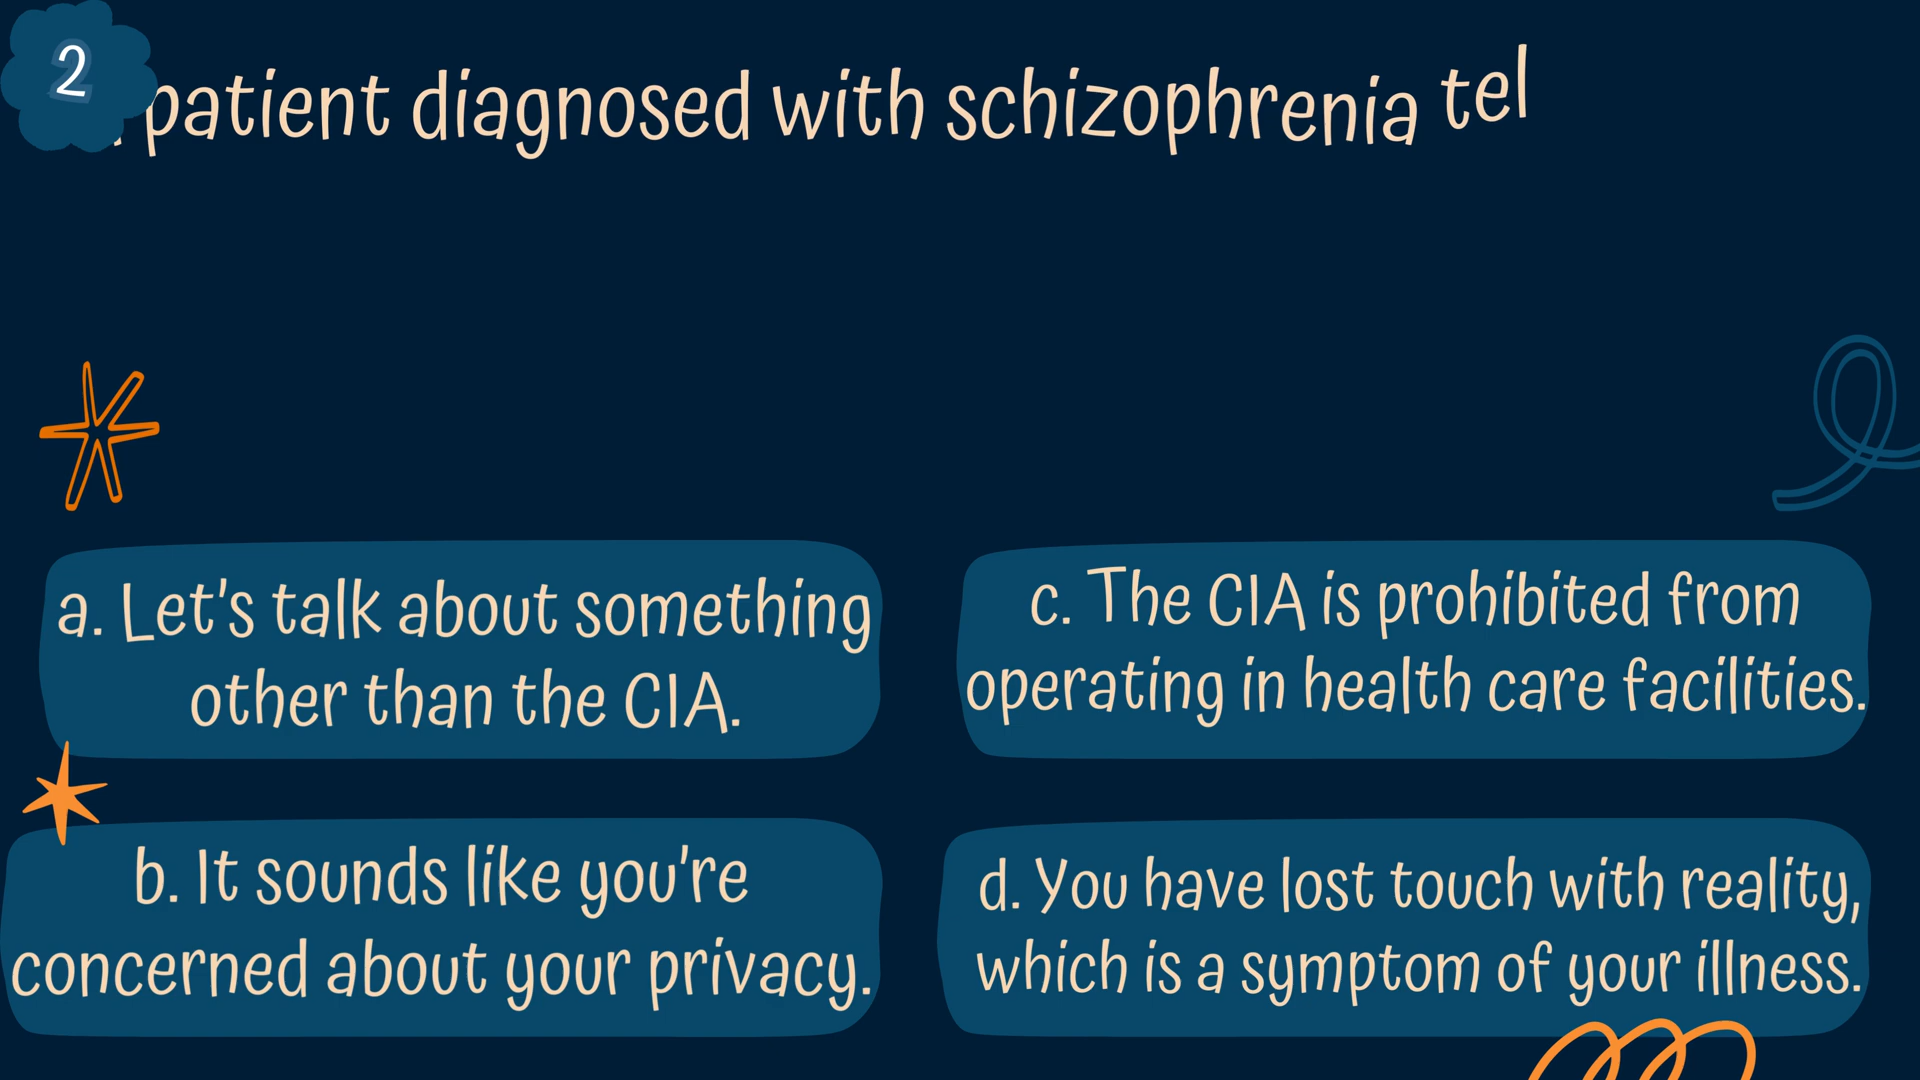 2
patient diagnosed with schizophrenia tel
a. Let's talk about something
other than the CIA.
c. The CIA is prohibited from
operating in health care facilities.
b. It sounds like you're
concerned about your privacy.
d. You have lost touch with reality,
which is a symptom of your illness.